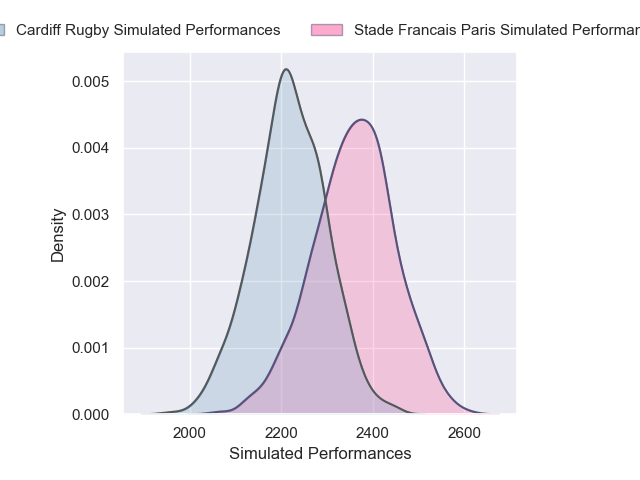 Cardiff Rugby Simulated Performances Stade Francais Paris Simulated
0.005
0.004
0.003
0.002
0.001
0.000
Density
2000 2200 2400 2600
Simulated Performances